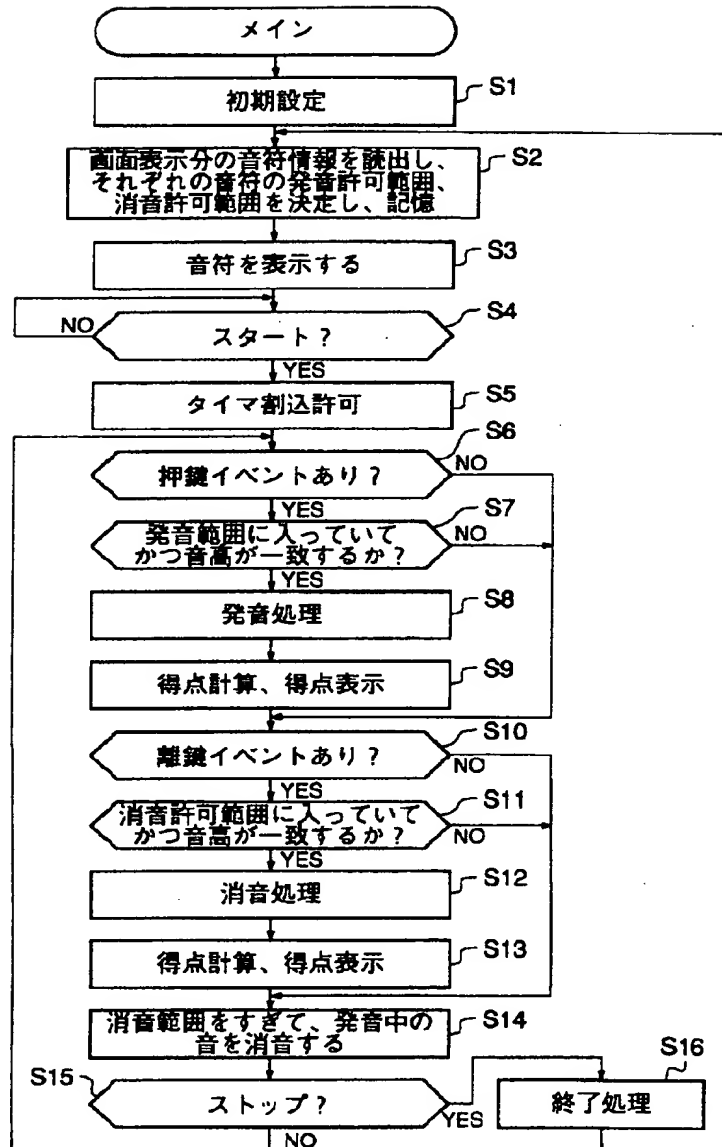 メイン
初期設定
S1
画面表示分の音符情報を読出し、
それぞれの音符の発音許可範囲、
消音許可範囲を決定し、記憶
S2
音符を表示する
S3
スタート？
S4
NO
YES
タイマ割込許可
S5
押鍵イベントあり？
S6
NO
YES
発音範囲に入っていて
かつ音高が一致するか？
S7
NO
YES
発音処理
S8
得点計算、得点表示
S9
離鍵イベントあり？
S10
NO
YES
消音許可範囲に入っていて
かつ音高が一致するか？
S11
NO
YES
消音処理
S12
得点計算、得点表示
S13
消音範囲をすぎて、発音中の
音を消音する
S14
S15
ストップ？
YES
NO
終了処理
S16